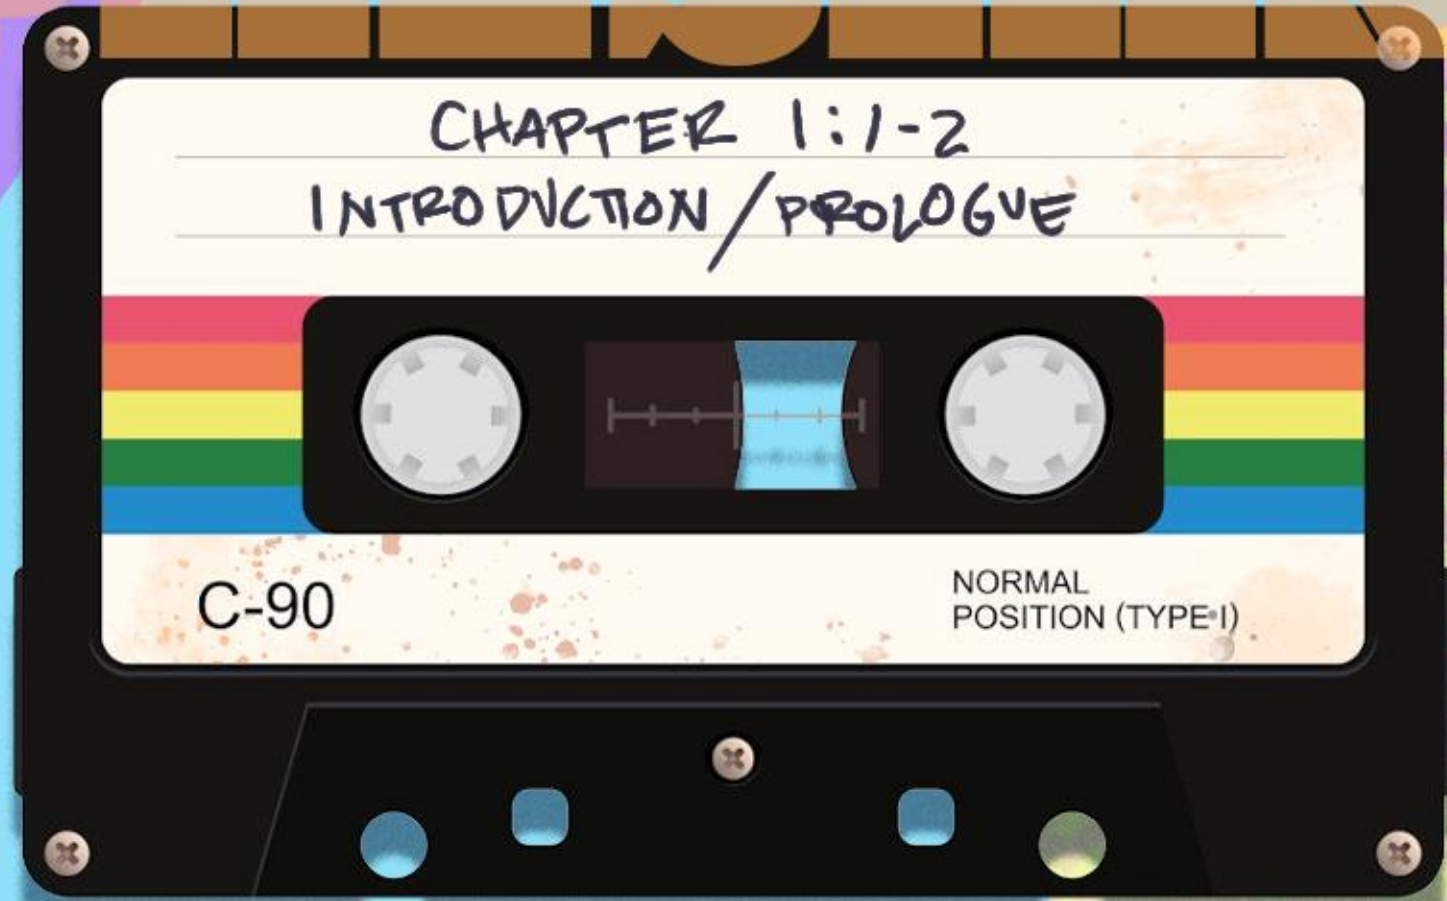 CHAPTER 1:1-2
INTRODUCTION/PROLOGUE
C-90
NORMAL
POSITION (TYPE I)